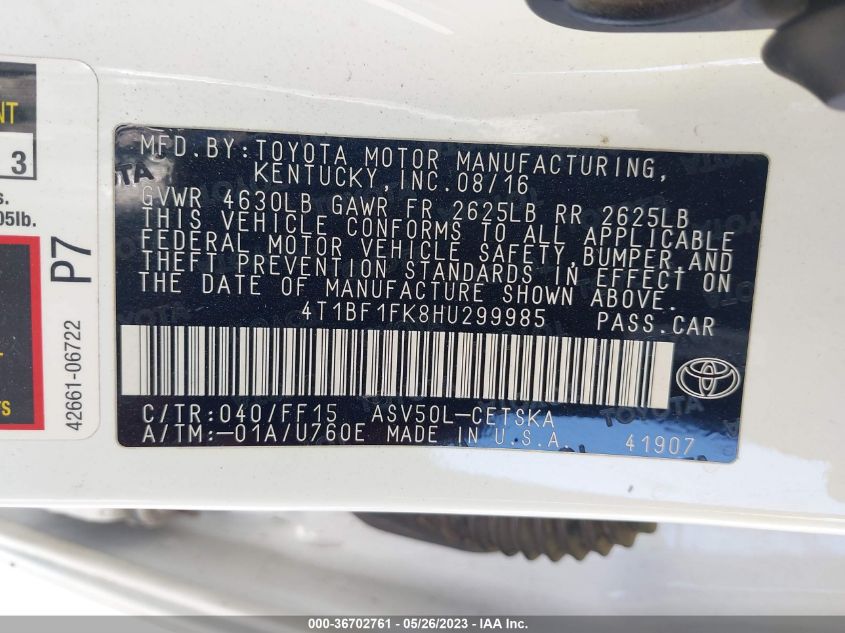 NT
3
s.
05lb.
P7
42661-06722
TS
MFD.BY:TOYOTA MOTOR MANUFACTURING,
KENTUCKY,INC.08/16
GVWR 4630LB GAWR FR 2625LB RR 2625LB
THIS VEHICLE CONFORMS TO ALL APPLICABLE
FEDERAL MOTOR VEHICLE SAFETY,BUMPER,AND
THEFT PREVENTION STANDARDS IN EFFECT ON
THE DATE OF MANUFACTURE SHOWN ABOVE.
4T1BF1FK8HU299985 PASS.CAR
C/TR:040/FF15 ASV50L-CETSKA
A/TM:-01A/U760E MADE IN U.S.A. 41907
000-36702761 - 05/26/2023 - IAA Inc.